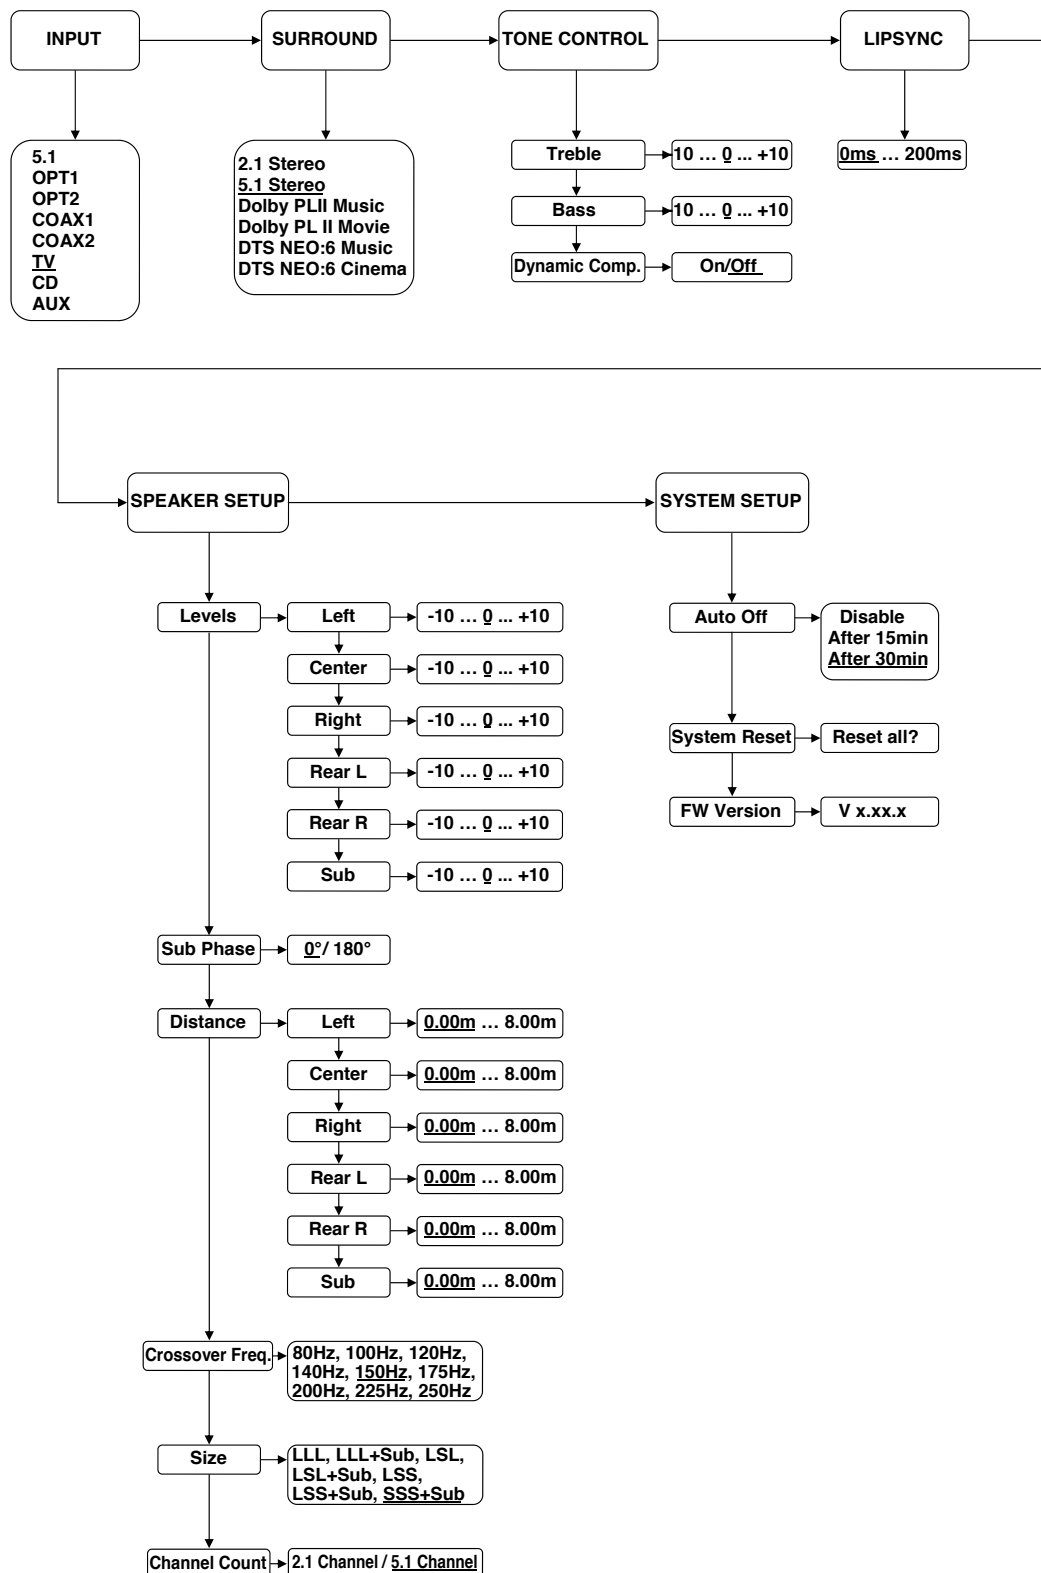 INPUT
SURROUND
TONE CONTROL
LIPSYNC
5.1
OPT1
OPT2
COAX1
COAX2
TV
CD
AUX
2.1 Stereo
5.1 Stereo
Dolby PLII Music
Dolby PL II Movie
DTS NEO:6 Music
DTS NEO:6 Cinema
Treble
10 … 0 ... +10
Bass
10 … 0 ... +10
Dynamic Comp.
On/Off
0ms … 200ms
SPEAKER SETUP
SYSTEM SETUP
Levels
Left
-10 … 0 ... +10
Center
-10 … 0 ... +10
Right
-10 … 0 ... +10
Rear L
-10 … 0 ... +10
Rear R
-10 … 0 ... +10
Sub
-10 … 0 ... +10
Sub Phase
0°/ 180°
Distance
Left
0.00m … 8.00m
Center
0.00m … 8.00m
Right
0.00m … 8.00m
Rear L
0.00m … 8.00m
Rear R
0.00m … 8.00m
Sub
0.00m … 8.00m
Crossover Freq.
80Hz, 100Hz, 120Hz,
140Hz, 150Hz, 175Hz,
200Hz, 225Hz, 250Hz
Size
LLL, LLL+Sub, LSL,
LSL+Sub, LSS,
LSS+Sub, SSS+Sub
Channel Count
2.1 Channel / 5.1 Channel
Auto Off
Disable
After 15min
After 30min
System Reset
Reset all?
FW Version
V x.xx.x